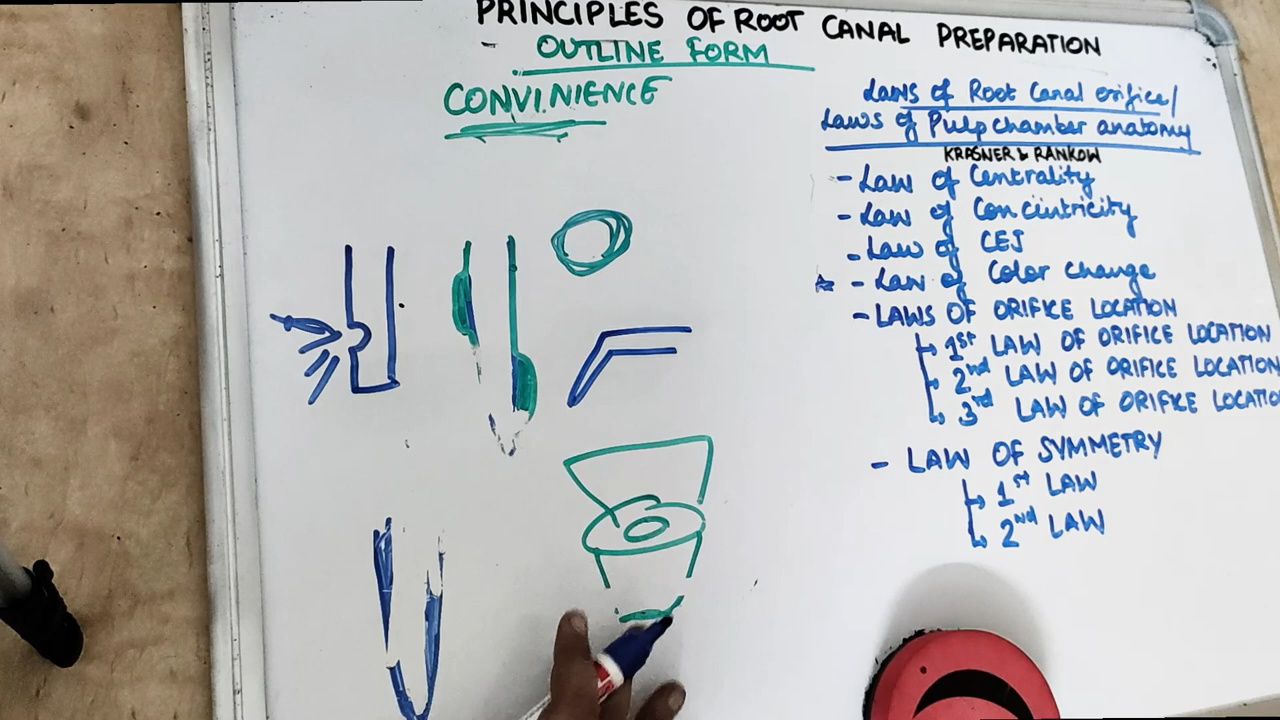 PRINCIPLES OF ROOT CANAL PREPARATION
- OUTLINE FORM
CONVINIENCE
Laws of Root Canal orifice/
Laws of Pulp chamber anatomy
KRASNER & RANKOW
- Law of Centrality
- Law of Concintricity
- Law of CEJ
- Law of Color change
- LAWS OF ORIFICE LOCATION
1st LAW OF ORIFICE LOCATION
2nd LAW OF ORIFICE LOCATION
3rd LAW OF ORIFICE LOCATIO
- LAW OF SYMMETRY
1st LAW
2nd LAW